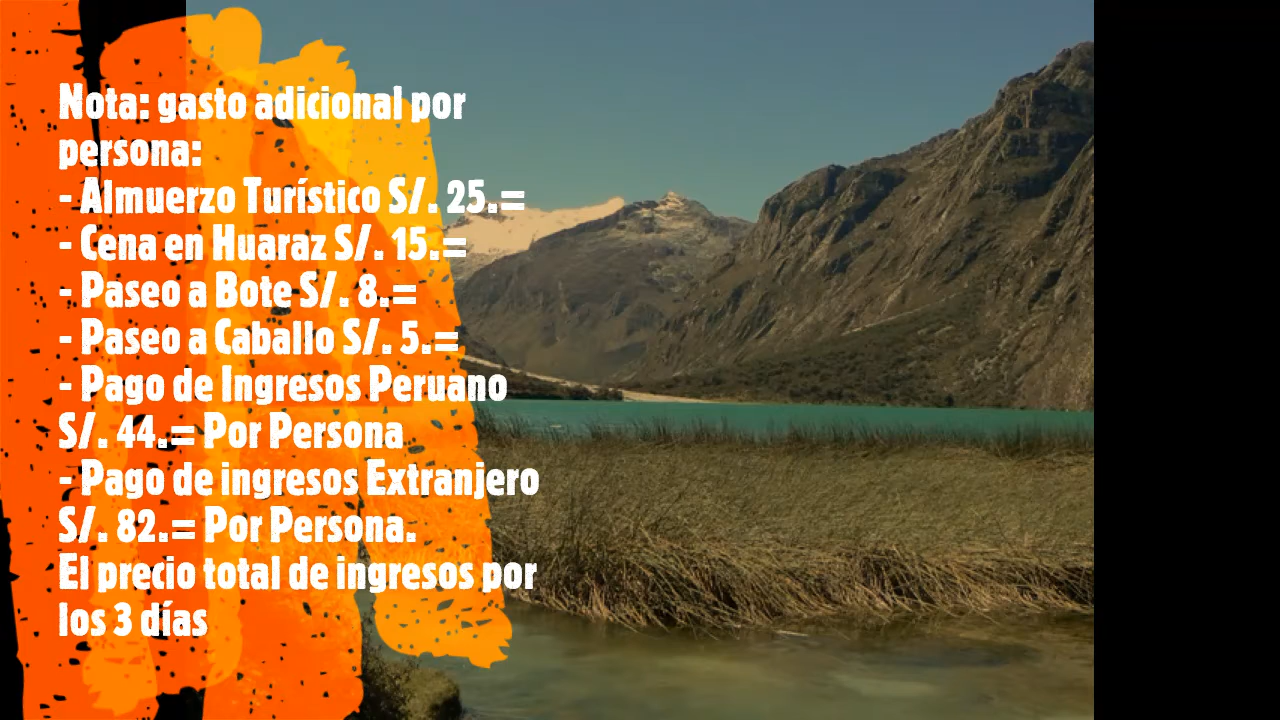 Nota: gasto adicional por
persona:
- Almuerzo Turístico S/. 25.=
- Cena en Huaraz S/. 15.=
- Paseo a Bote S/. 8.=
- Paseo a Caballo S/. 5.=
- Pago de Ingresos Peruano
S/. 44.= Por Persona
- Pago de ingresos Extranjero
S/. 82.= Por Persona.
El precio total de ingresos por
los 3 días